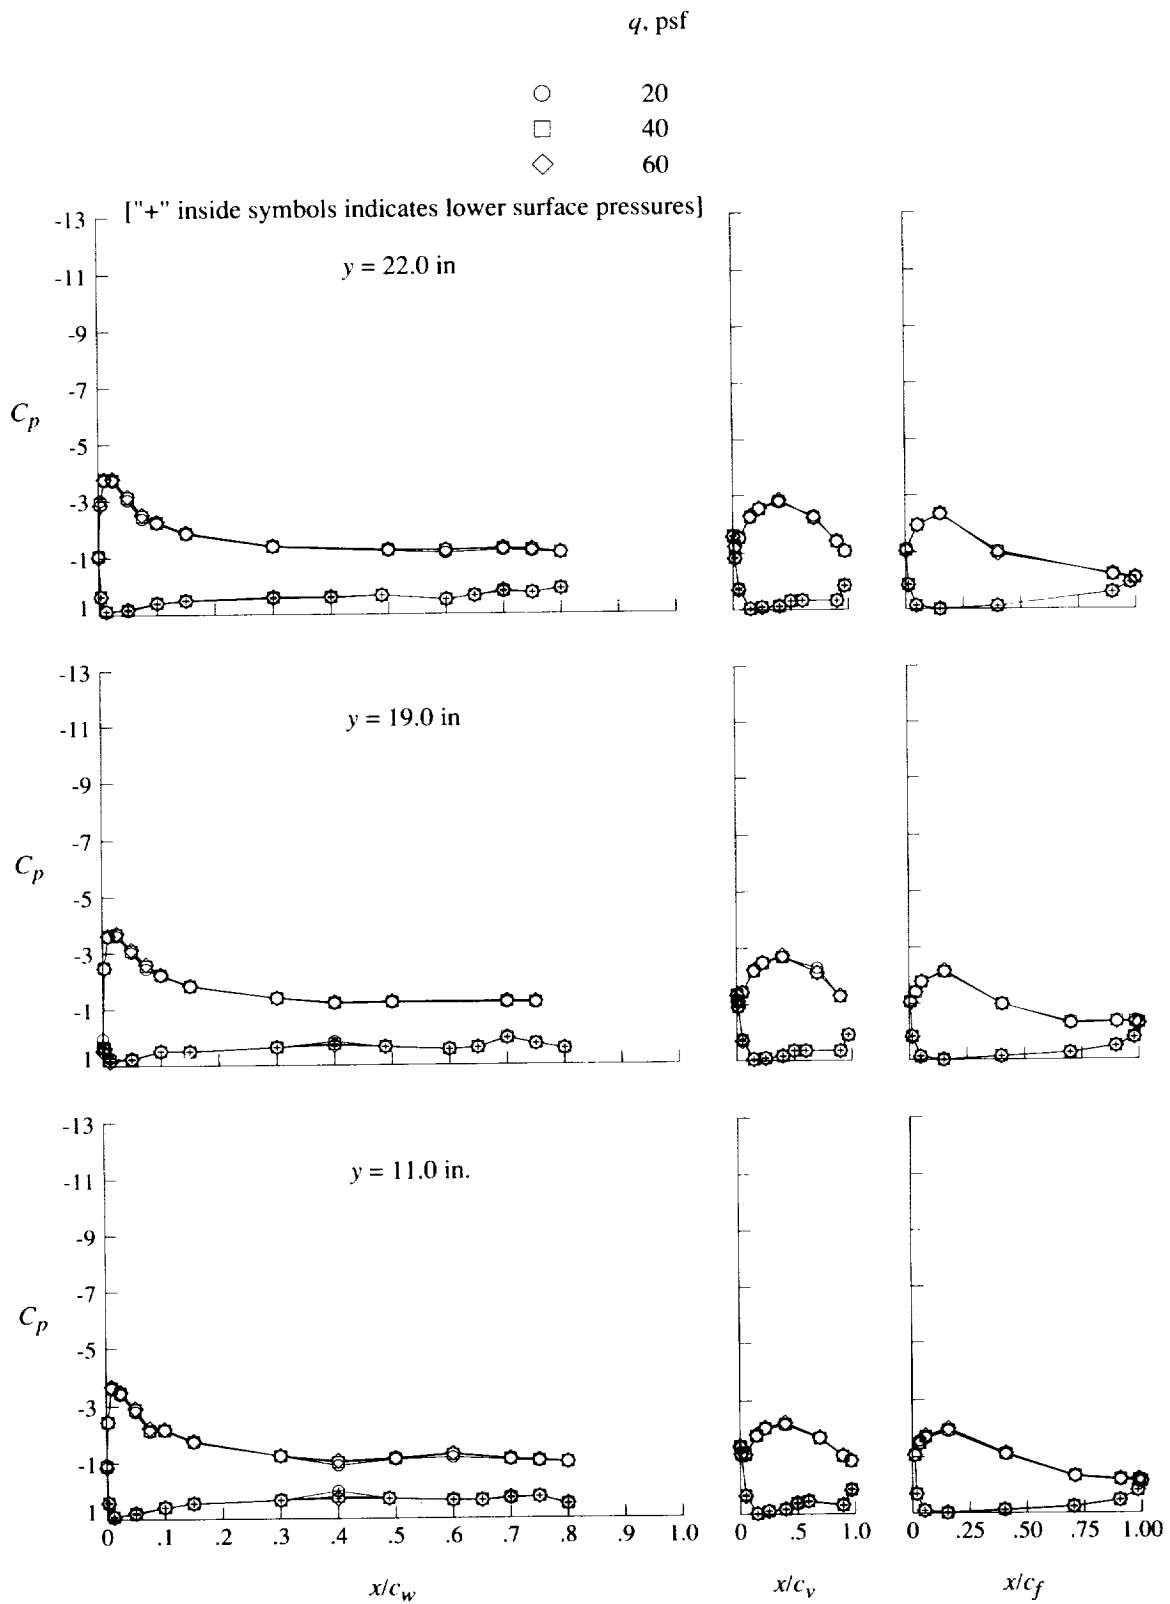 q, psf
20
40
60
["+" inside symbols indicates lower surface pressures]
y = 22.0 in
-13
-11
-9
-7
-5
-3
-1
1
C_p
y = 19.0 in
-13
-11
-9
-7
-5
-3
-1
1
C_p
y = 11.0 in.
-13
-11
-9
-7
-5
-3
-1
1
C_p
0 .1 .2 .3 .4 .5 .6 .7 .8 .9 1.0
0 .5 1.0
0 .25 .50 .75 1.00
x/c_w
x/c_v
x/c_f